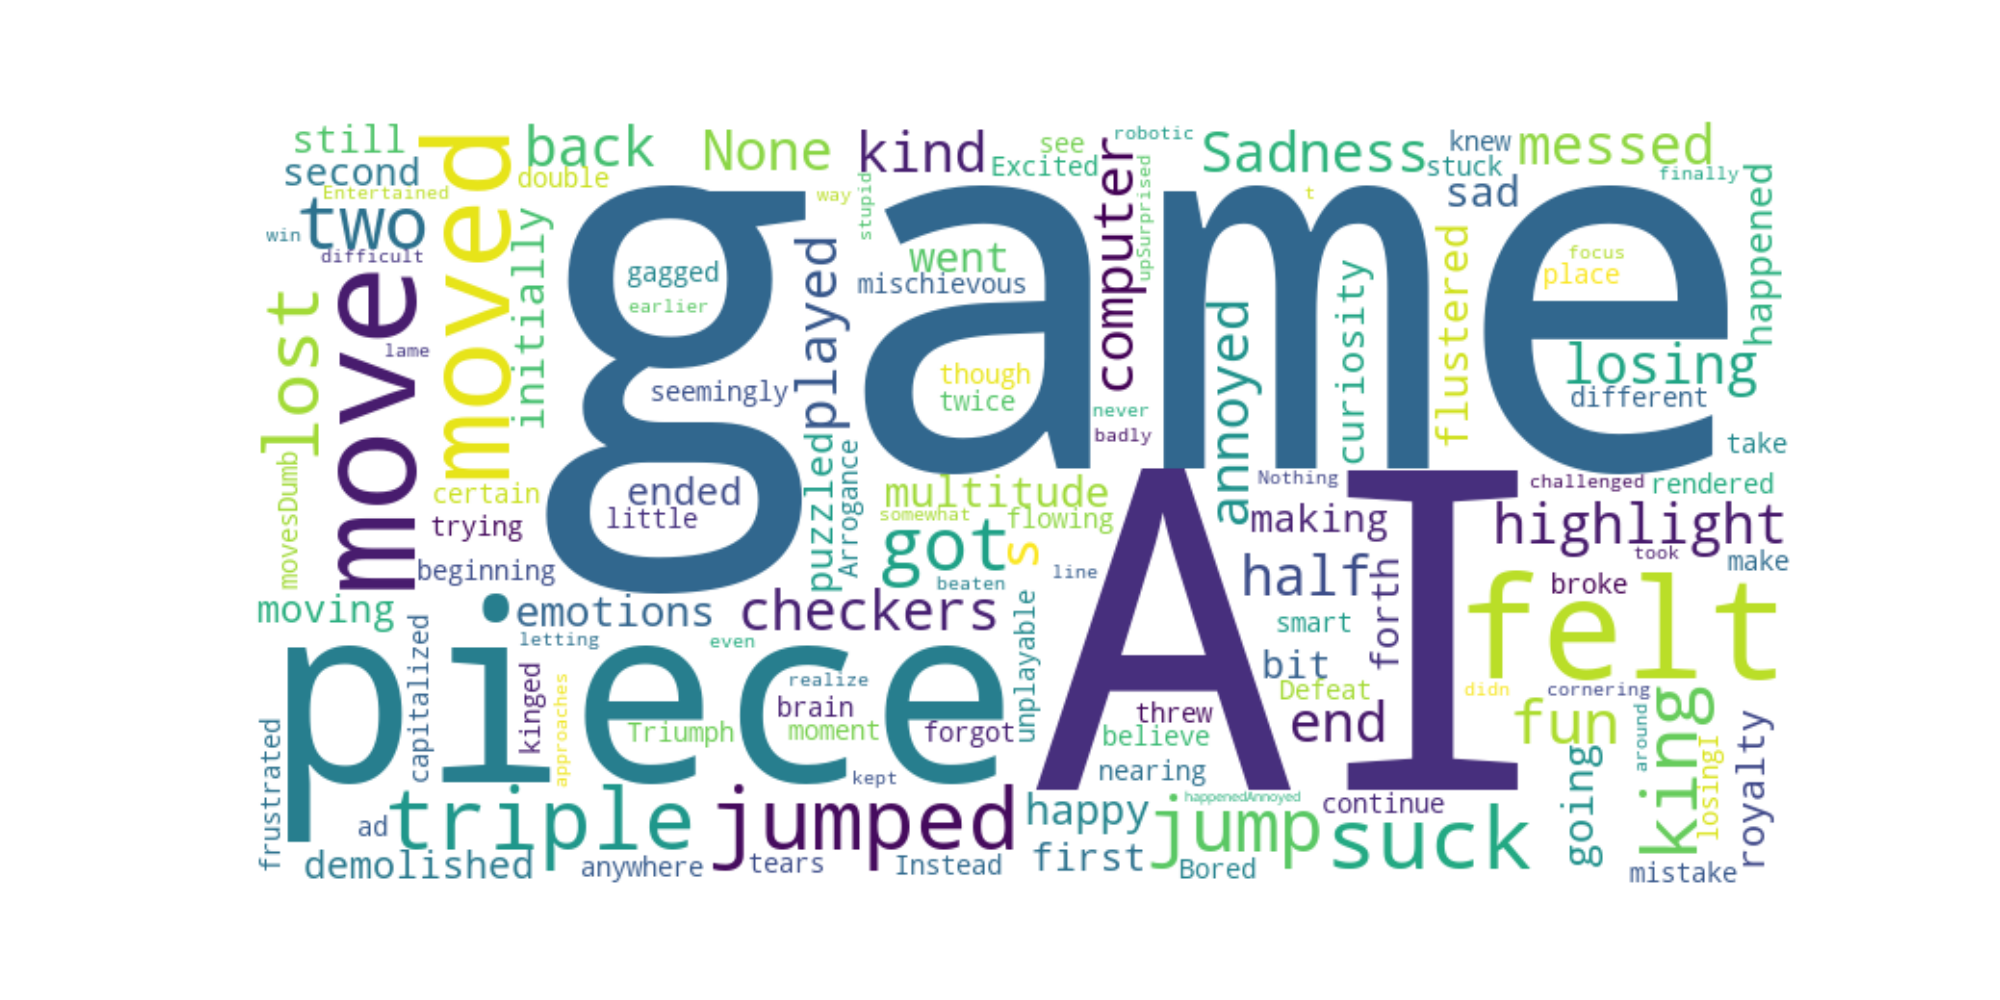 still
back
None
kind
see
robotic
Sadness
knew
messed
second
double
Excited
stuck
finally
Entertained
moved
way
stupid
computer
upSurprised
t
sad
happened
two
win
difficult
initially
game
gagged
earlier
played
went
mischievous
curiosity
flustered
focus
place
lost
move
lame
seemingly
though
twice
never
badly
annoyed
losing
different
take
movesDumb
certain
trying
beginning
ended
little
puzzled
Arrogance
multitude
somewhat
flowing
got
s
beaten
line
AI
Nothing
making
challenged
rendered
highlight
took
make
moving
emotions
letting
checkers
even
unplayable
half
forth
smart
bit
broke
felt
capitalized
kinged
approaches
piece
realize
brain
moment
Triumph
forgot
kept
threw
believe
nearing
Defeat
end
didn
cornering
fun
king
around
losingI
royalty
frustrated
ad
triple
jumped
happy
happenedAnnoyed
jump
continue
suck
going
demolished
anywhere
tears
Instead
first
Bored
mistake